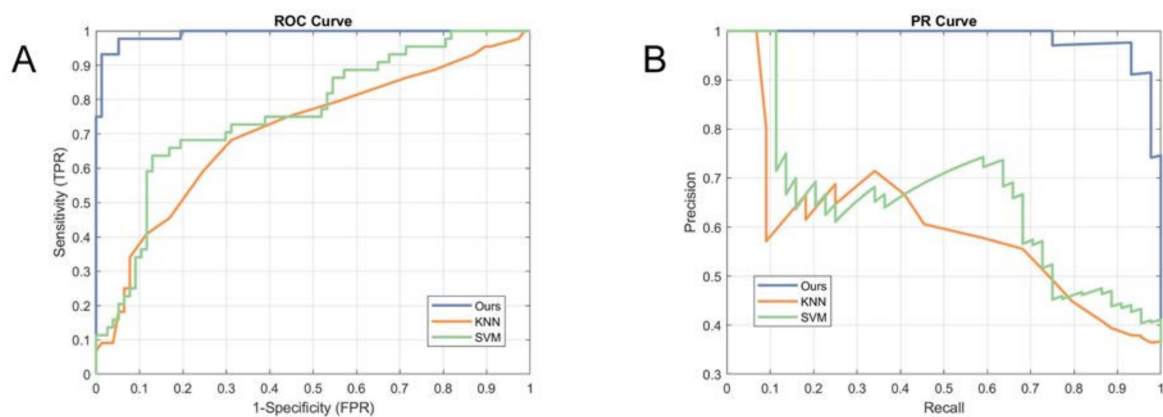 A
ROC Curve
Sensitivity (TPR)
1
0.9
0.8
0.7
0.6
0.5
0.4
0.3
0.2
0.1
0
0 0.1 0.2 0.3 0.4 0.5 0.6 0.7 0.8 0.9 1
1-Specificity (FPR)
Ours
KNN
SVM
B
PR Curve
Precision
1
0.9
0.8
0.7
0.6
0.5
0.4
0.3
0 0.1 0.2 0.3 0.4 0.5 0.6 0.7 0.8 0.9 1
Recall
Ours
KNN
SVM